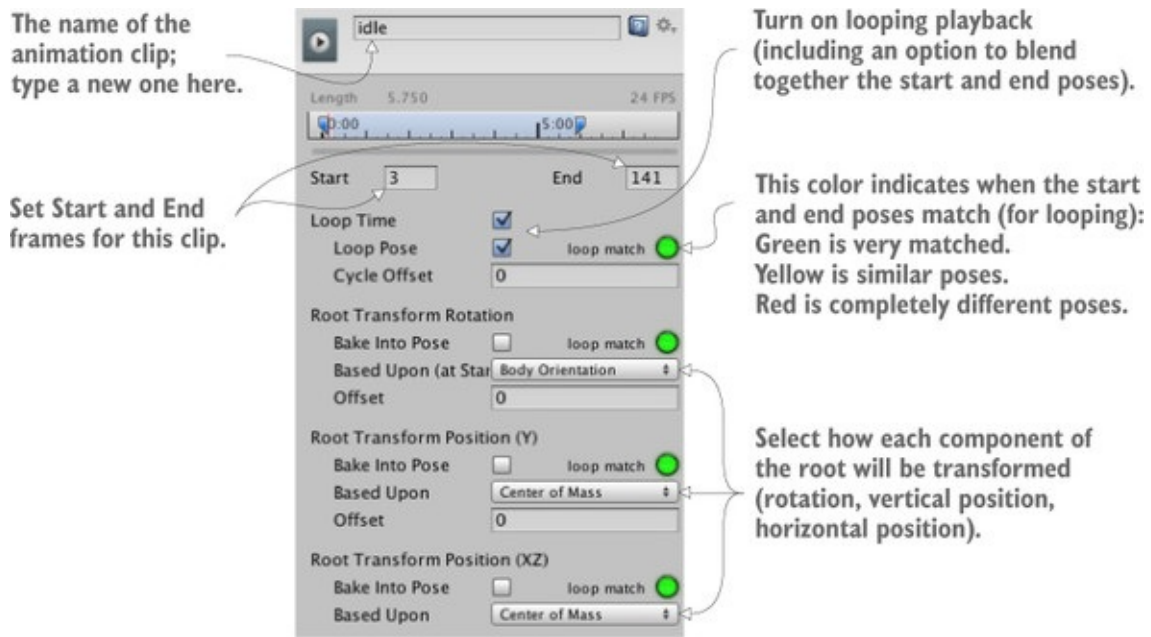 The name of the
animation clip;
type a new one here.
Set Start and End
frames for this clip.
idle
Length 5.750 24 FPS
0:00 5:00
Start 3 End 141
Loop Time
Loop Pose loop match
Cycle Offset 0
Root Transform Rotation
Bake Into Pose loop match
Based Upon (at Star Body Orientation
Offset 0
Root Transform Position (Y)
Bake Into Pose loop match
Based Upon Center of Mass
Offset 0
Root Transform Position (XZ)
Bake Into Pose loop match
Based Upon Center of Mass
Turn on looping playback
(including an option to blend
together the start and end poses).
This color indicates when the start
and end poses match (for looping):
Green is very matched.
Yellow is similar poses.
Red is completely different poses.
Select how each component of
the root will be transformed
(rotation, vertical position,
horizontal position).